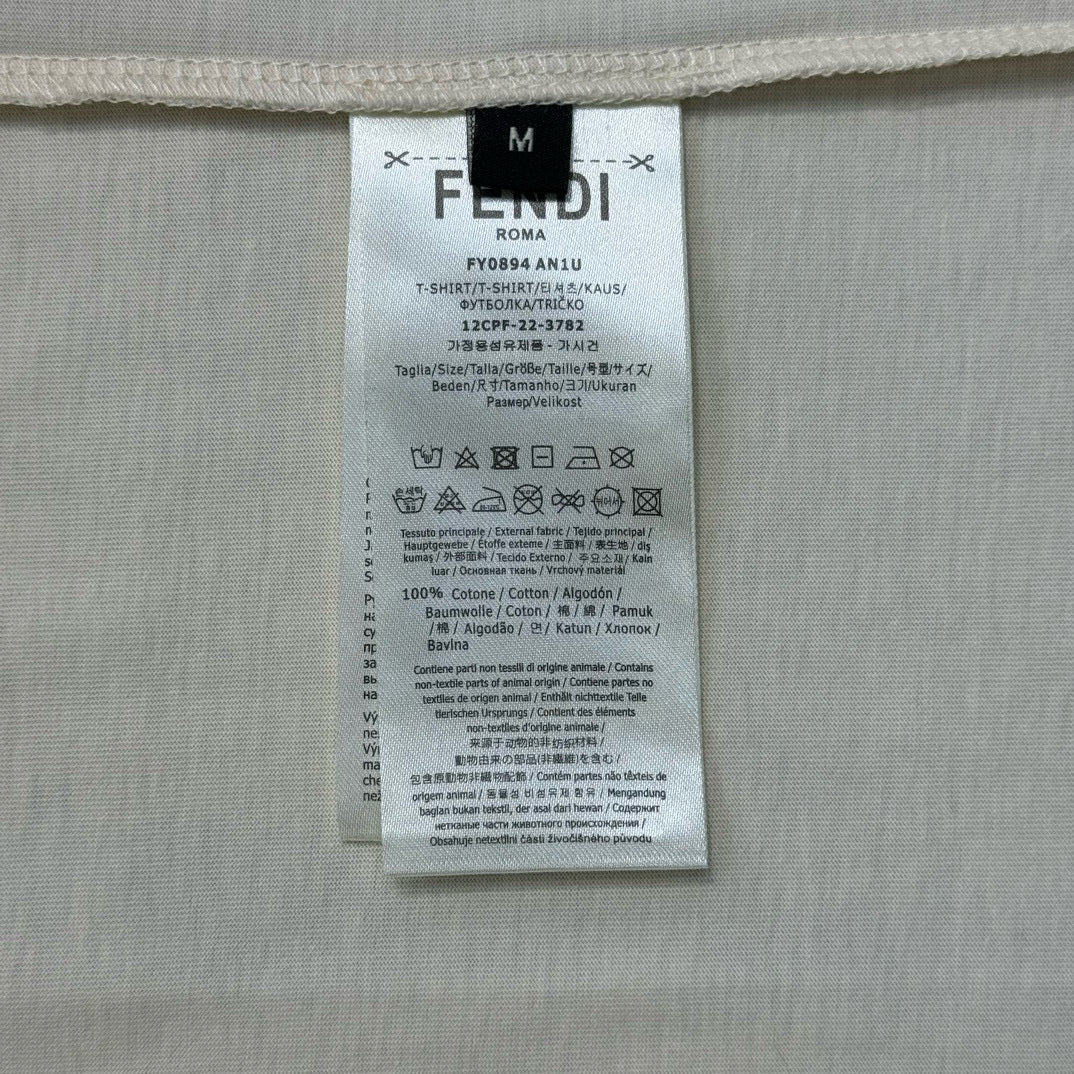 M
FENDI
ROMA
FY0894 AN1U
T-SHIRT/T-SHIRT/티셔츠/KAUS/
ФУТБОЛКА/TRIČKO
12CPF-22-3782
가정용섬유제품 - 가시건
Taglia/Size/Talla/Größe/Taille/号型/サイズ/
Beden/尺寸/Tamanho/크기/Ukuran
Размер/Velikost
손세탁
Tessuto principale / External fabric / Tejido principal /
Hauptgewebe / Étoffe exteme / 主面料 / 表生地 / diş
kumaş / 外部面料 / Tecido Externo / 주요소재 / Kain
luar / Основная ткань / Vrchový materiál
100% Cotone / Cotton / Algodón /
Baumwolle / Coton / 棉 / 綿 / Pamuk
/ 棉 / Algodão / 면 / Katun / Хлопок /
Bavlna
Contiene parti non tessili di origine animale / Contains
non-textile parts of animal origin / Contiene partes no
textiles de origen animal / Enthält nichttextile Teile
tierischen Ursprungs / Contient des éléments
non-textiles d'origine animale /
来源于动物的非纺织材料 /
動物由来の部品(非繊維)を含む /
包含原動物非織物配飾 / Contém partes não têxteis de
origem animal / 동물성 비섬유제 함유 / Mengandung
baglan bukan tekstil, der asal dari hewan / Содержит
нетканые части животного происхождения /
Obsahuje netextilní části živočišného původu